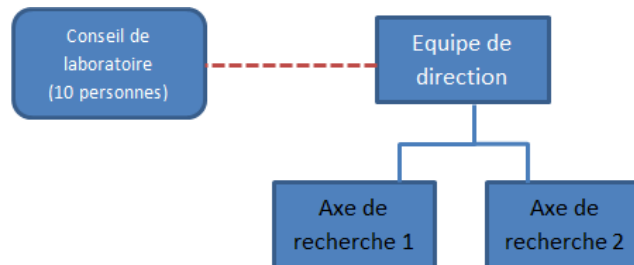 Conseil de
laboratoire
(10 personnes)
Equipe de
direction
Axe de
recherche 1
Axe de
recherche 2